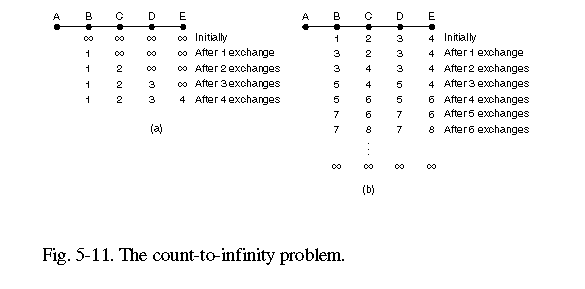 A B C D E
∞ ∞ ∞ ∞ Initially
1 ∞ ∞ ∞ After 1 exchange
1 2 ∞ ∞ After 2 exchanges
1 2 3 ∞ After 3 exchanges
1 2 3 4 After 4 exchanges
(a)
A B C D E
1 2 3 4 Initially
3 2 3 4 After 1 exchange
3 4 3 4 After 2 exchanges
5 4 5 4 After 3 exchanges
5 6 5 6 After 4 exchanges
7 6 7 6 After 5 exchanges
7 8 7 8 After 6 exchanges
⋮
∞ ∞ ∞ ∞
(b)
Fig. 5-11. The count-to-infinity problem.